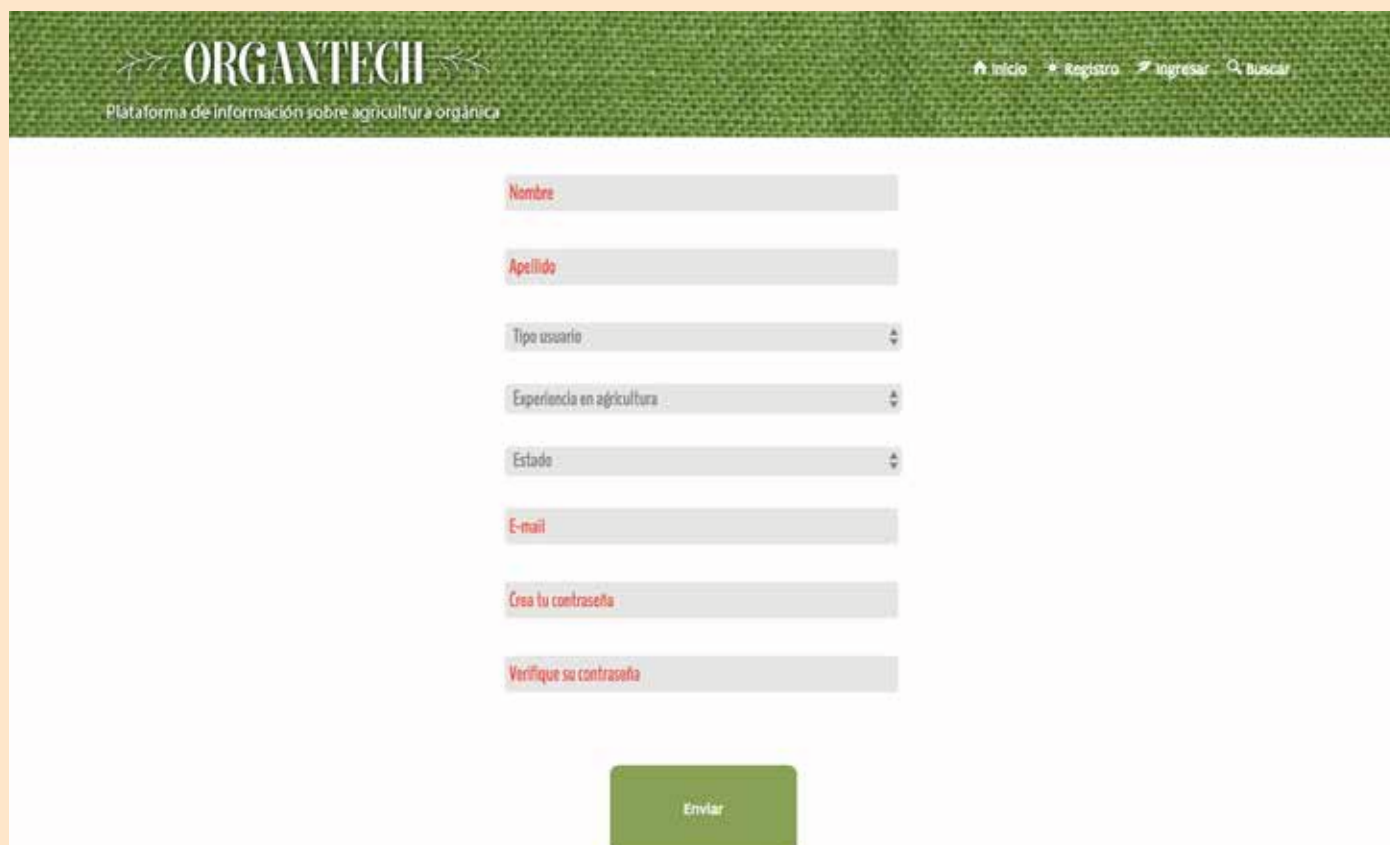 ORGANTECH
Plataforma de información sobre agricultura orgánica
Inicio Registro Ingresar Buscar
Nombre
Apellido
Tipo usuario
Experiencia en agricultura
Estado
E-mail
Crea tu contraseña
Verifique su contraseña
Enviar